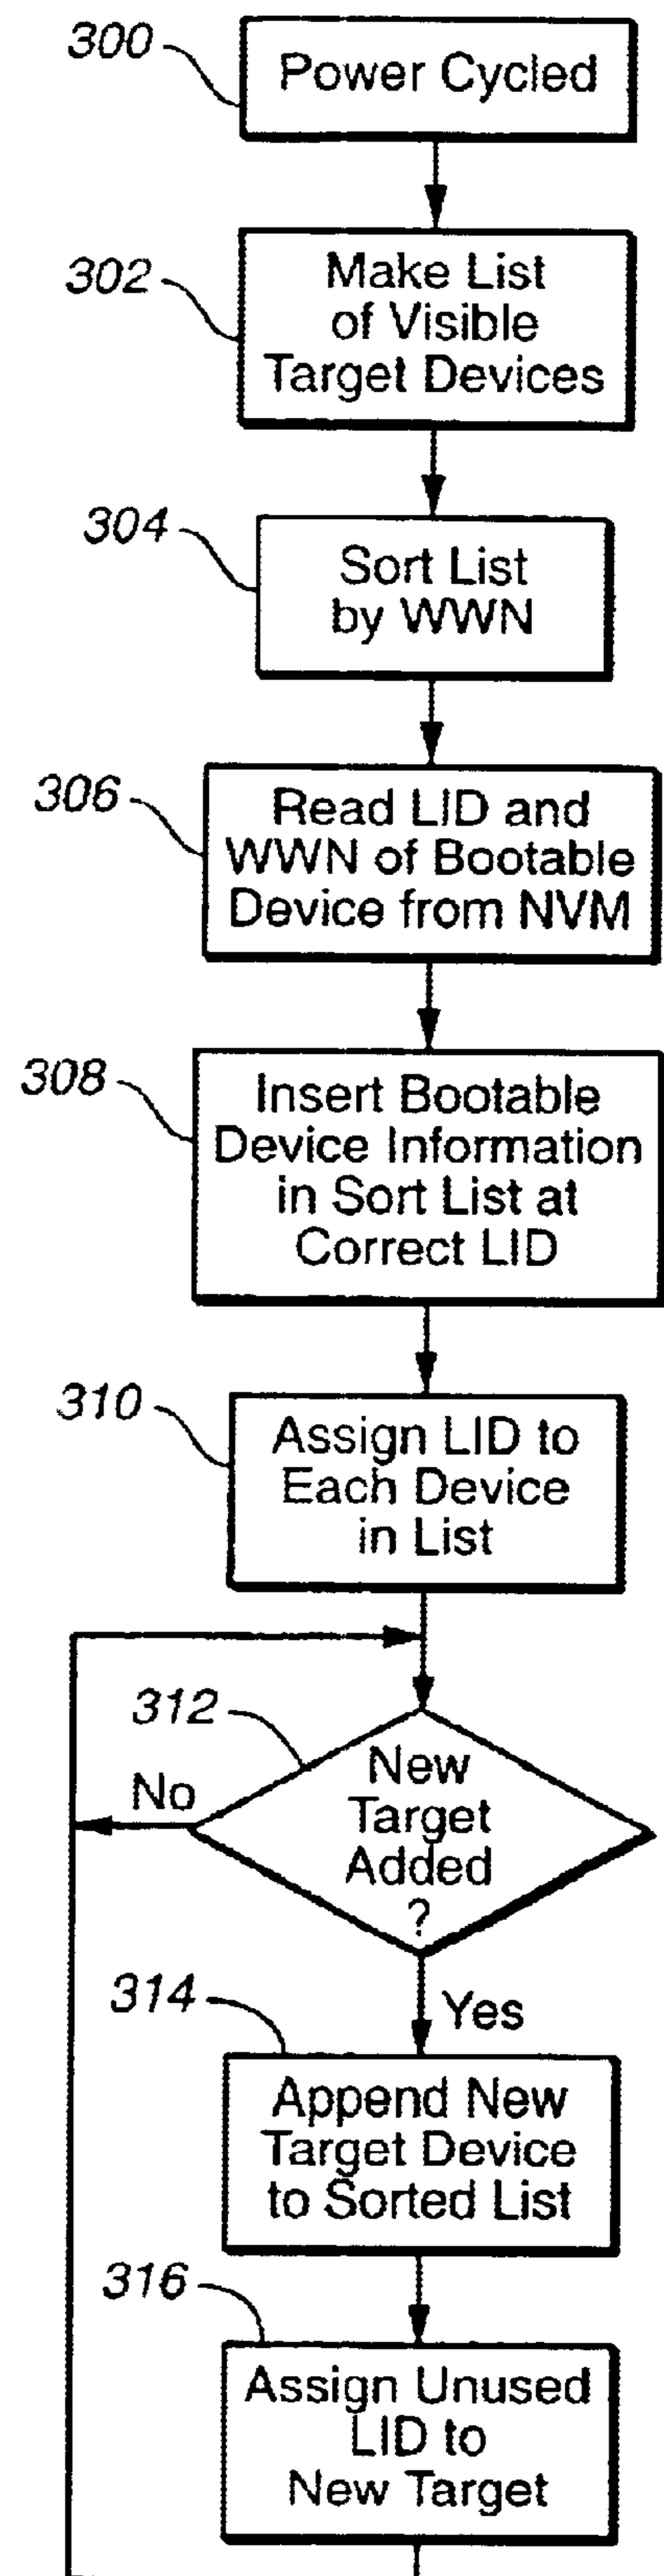 300
Power Cycled
302
Make List
of Visible
Target Devices
304
Sort List
by WWN
306
Read LID and
WWN of Bootable
Device from NVM
308
Insert Bootable
Device Information
in Sort List at
Correct LID
310
Assign LID to
Each Device
in List
312
New
Target
Added
?
No
Yes
314
Append New
Target Device
to Sorted List
316
Assign Unused
LID to
New Target